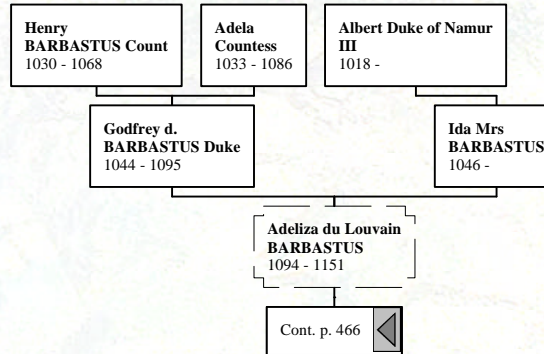 Henry
BARBASTUS Count
1030 - 1068
Adela
Countess
1033 - 1086
Albert Duke of Namur
III
1018 -
Godfrey d.
BARBASTUS Duke
1044 - 1095
Ida Mrs
BARBASTUS
1046 -
Adeliza du Louvain
BARBASTUS
1094 - 1151
Cont. p. 466